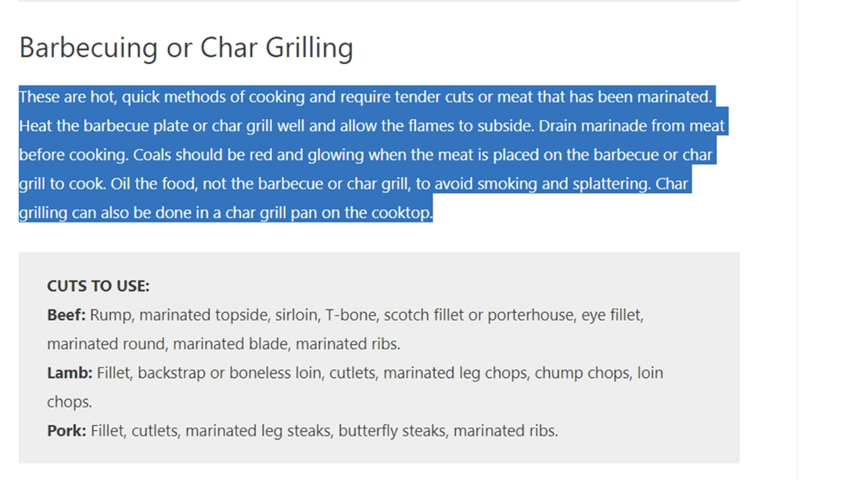 Barbecuing or Char Grilling
These are hot, quick methods of cooking and require tender cuts or meat that has been marinated.
Heat the barbecue plate or char grill well and allow the flames to subside. Drain marinade from meat
before cooking. Coals should be red and glowing when the meat is placed on the barbecue or char
grill to cook. Oil the food, not the barbecue or char grill, to avoid smoking and splattering. Char
grilling can also be done in a char grill pan on the cooktop.
CUTS TO USE:
Beef: Rump, marinated topside, sirloin, T-bone, scotch fillet or porterhouse, eye fillet,
marinated round, marinated blade, marinated ribs.
Lamb: Fillet, backstrap or boneless loin, cutlets, marinated leg chops, chump chops, loin
chops.
Pork: Fillet, cutlets, marinated leg steaks, butterfly steaks, marinated ribs.